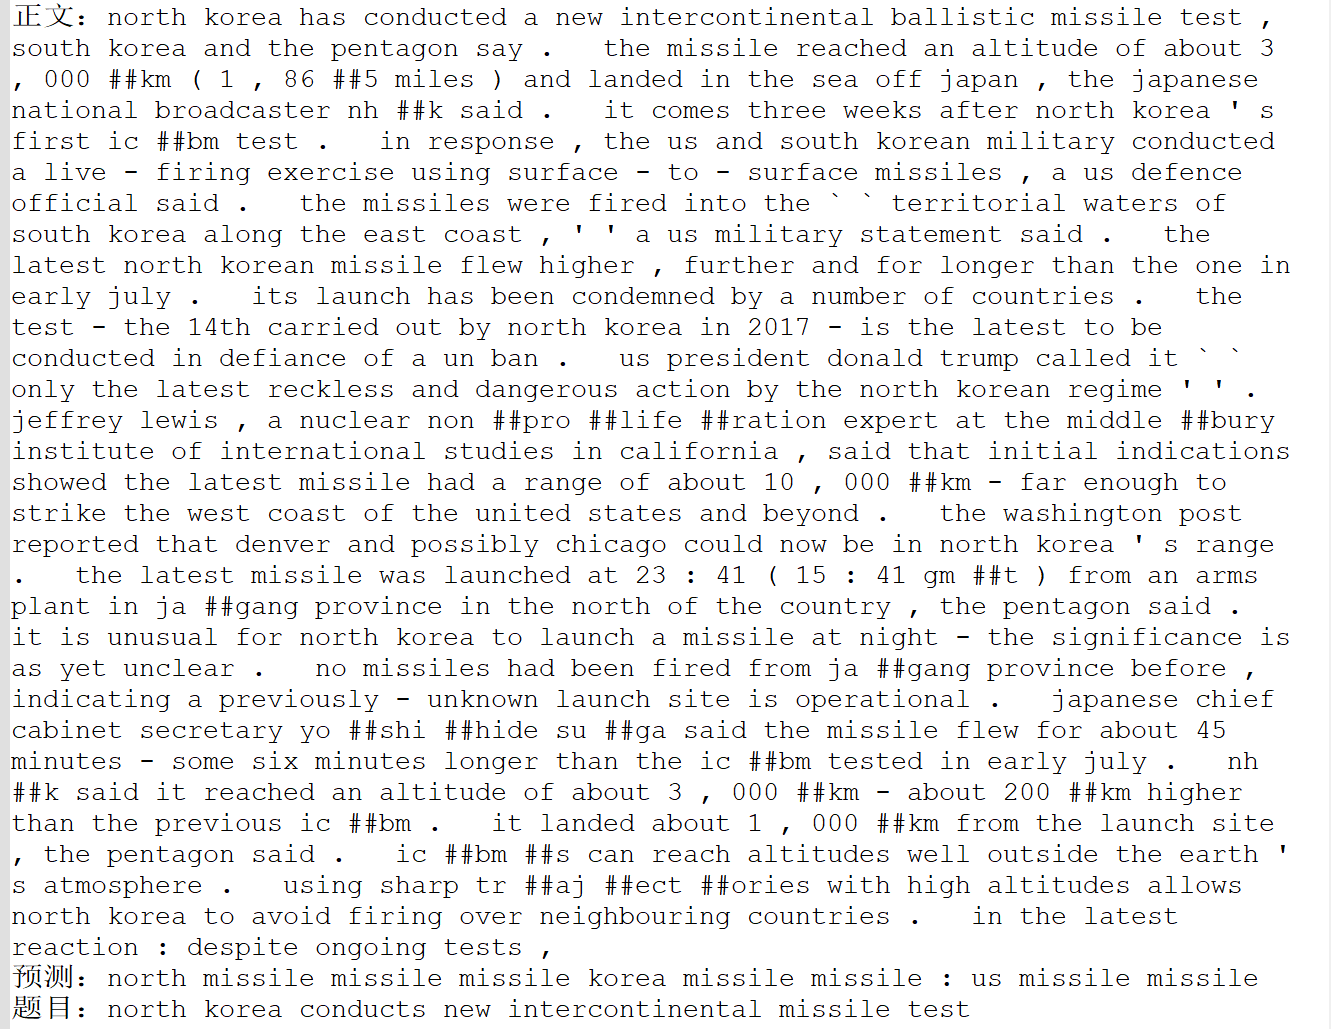 正文: north korea has conducted a new intercontinental ballistic missile test ,
south korea and the pentagon say .   the missile reached an altitude of about 3
, 000 ##km ( 1 , 86 ##5 miles ) and landed in the sea off japan , the japanese
national broadcaster nh ##k said .   it comes three weeks after north korea ' s
first ic ##bm test .   in response , the us and south korean military conducted
a live - firing exercise using surface - to - surface missiles , a us defence
official said .   the missiles were fired into the ` ` territorial waters of
south korea along the east coast , ' ' a us military statement said .   the
latest north korean missile flew higher , further and for longer than the one in
early july .   its launch has been condemned by a number of countries .   the
test - the 14th carried out by north korea in 2017 - is the latest to be
conducted in defiance of a un ban .   us president donald trump called it ` `
only the latest reckless and dangerous action by the north korean regime ' ' .
jeffrey lewis , a nuclear non ##pro ##life ##ration expert at the middle ##bury
institute of international studies in california , said that initial indications
showed the latest missile had a range of about 10 , 000 ##km - far enough to
strike the west coast of the united states and beyond .   the washington post
reported that denver and possibly chicago could now be in north korea ' s range
.   the latest missile was launched at 23 : 41 ( 15 : 41 gm ##t ) from an arms
plant in ja ##gang province in the north of the country , the pentagon said .
it is unusual for north korea to launch a missile at night - the significance is
as yet unclear .   no missiles had been fired from ja ##gang province before ,
indicating a previously - unknown launch site is operational .   japanese chief
cabinet secretary yo ##shi ##hide su ##ga said the missile flew for about 45
minutes - some six minutes longer than the ic ##bm tested in early july .   nh
##k said it reached an altitude of about 3 , 000 ##km - about 200 ##km higher
than the previous ic ##bm .   it landed about 1 , 000 ##km from the launch site
, the pentagon said .   ic ##bm ##s can reach altitudes well outside the earth '
s atmosphere .   using sharp tr ##aj ##ect ##ories with high altitudes allows
north korea to avoid firing over neighbouring countries .   in the latest
reaction : despite ongoing tests ,
预测: north missile missile missile korea missile missile : us missile missile
题目: north korea conducts new intercontinental missile test